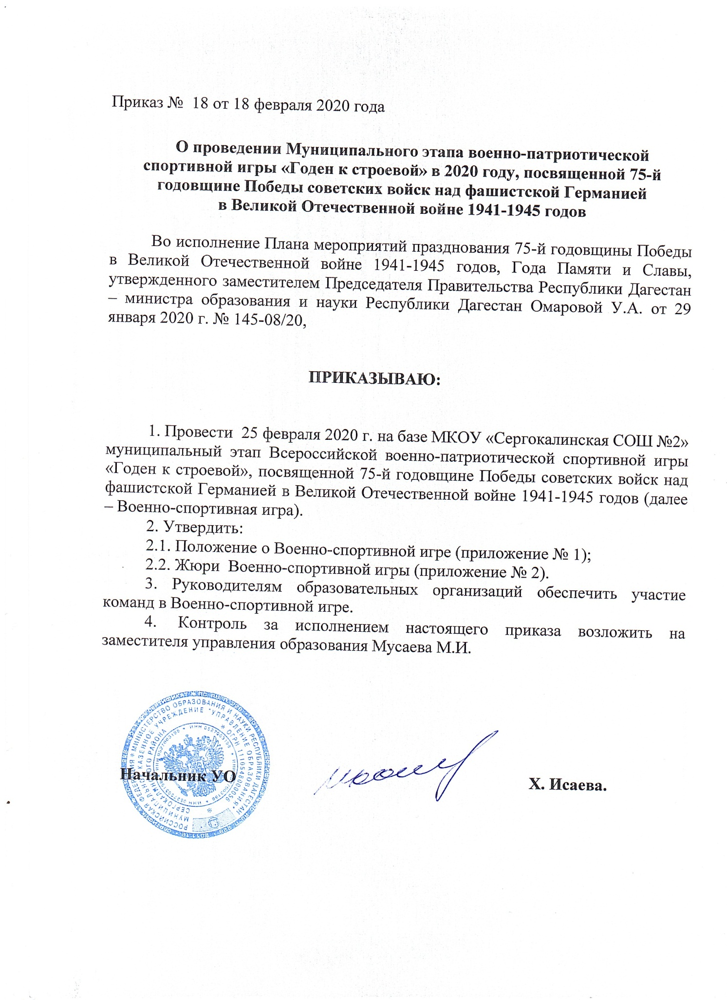 Приказ № 18 от 18 февраля 2020 года
О проведении Муниципального этапа военно-патриотической
спортивной игры «Годен к строевой» в 2020 году, посвященной 75-й
годовщине Победы советских войск над фашистской Германией
в Великой Отечественной войне 1941-1945 годов
Во исполнение Плана мероприятий празднования 75-й годовщины Победы
в Великой Отечественной войне 1941-1945 годов, Года Памяти и Славы,
утвержденного заместителем Председателя Правительства Республики Дагестан
– министра образования и науки Республики Дагестан Омаровой У.А. от 29
января 2020 г. № 145-08/20,
ПРИКАЗЫВАЮ:
1. Провести 25 февраля 2020 г. на базе МКОУ «Сергокалинская СОШ №2»
муниципальный этап Всероссийской военно-патриотической спортивной игры
«Годен к строевой», посвященной 75-й годовщине Победы советских войск над
фашистской Германией в Великой Отечественной войне 1941-1945 годов (далее
– Военно-спортивная игра).
2. Утвердить:
2.1. Положение о Военно-спортивной игре (приложение № 1);
2.2. Жюри Военно-спортивной игры (приложение № 2).
3. Руководителям образовательных организаций обеспечить участие
команд в Военно-спортивной игре.
4. Контроль за исполнением настоящего приказа возложить на
заместителя управления образования Мусаева М.И.
РОССИЙСКАЯ ФЕДЕРАЦИЯ * МИНИСТЕРСТВО ОБРАЗОВАНИЯ И НАУКИ РЕСПУБЛИКИ ДАГЕСТАН
МУНИЦИПАЛЬНОЕ КАЗЕННОЕ УЧРЕЖДЕНИЕ "УПРАВЛЕНИЕ ОБРАЗОВАНИЯ"
СЕРГОКАЛИНСКОГО РАЙОНА * ОГРН 1110548000056 *
ИНН 0527003198
Начальник УО
Х. Исаева.